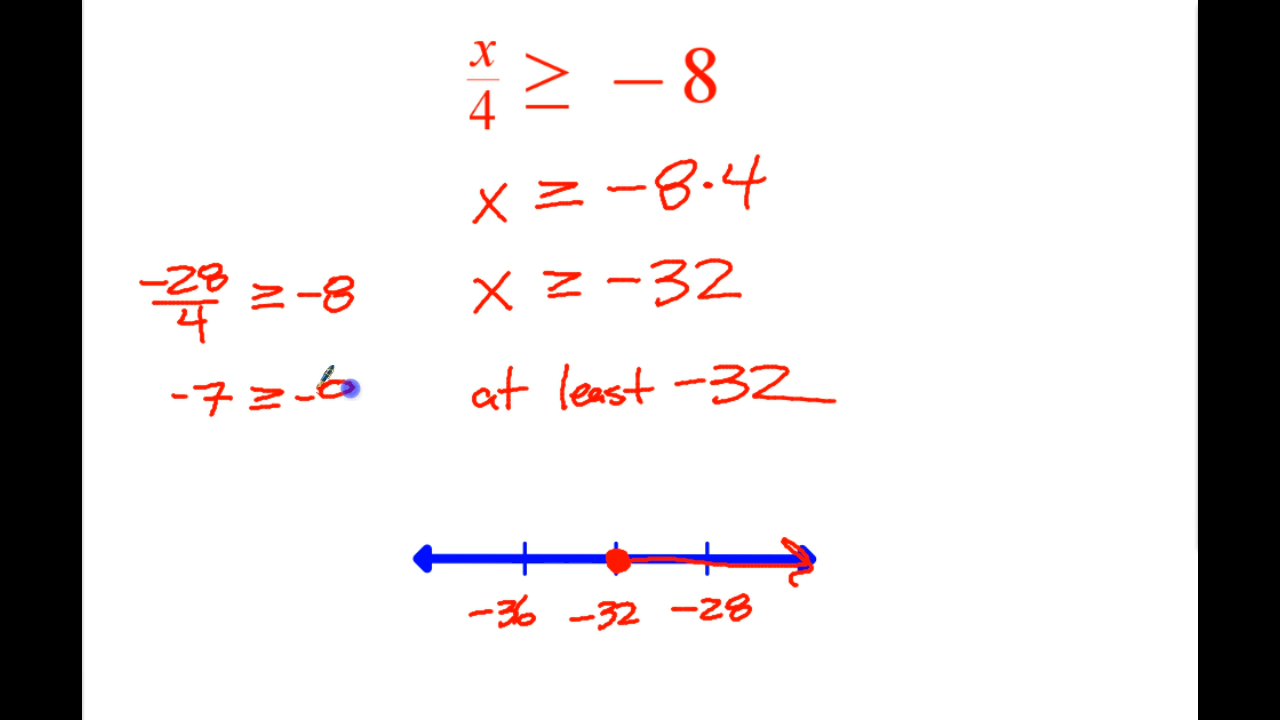 x/4 ≥ − 8
x ≥ −8·4
x ≥ −32
at least −32
−28/4 ≥ −8
−7 ≥ −
−36 −32 −28